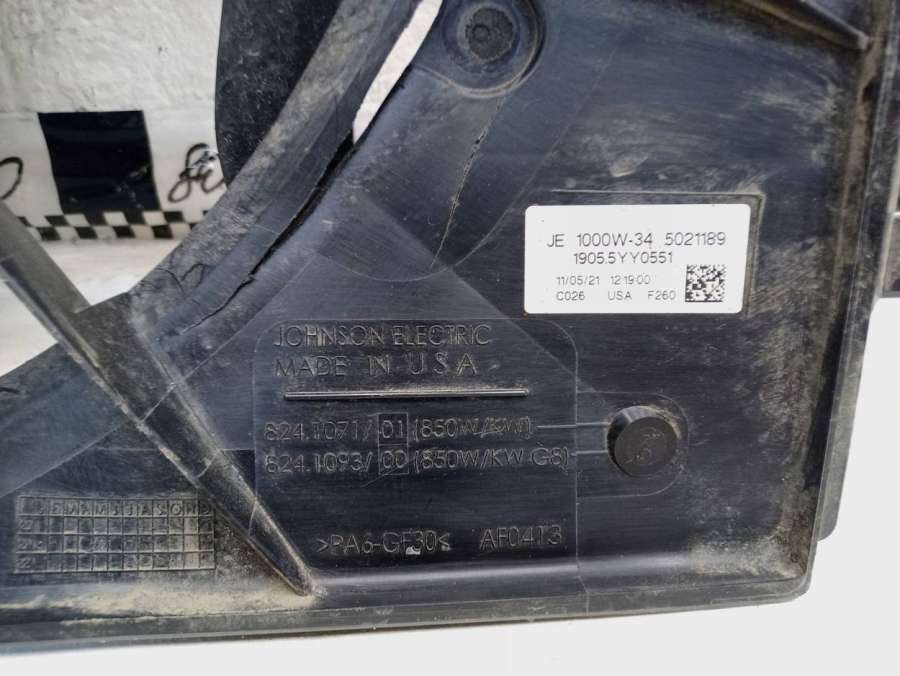 JE 1000W-34 5021189
1905.5YY0551
11/05/21 12:19:00
C026 USA F260
JOHNSON ELECTRIC
MADE IN U S A
824.1071/01(850W/KW)
824.1093/00(850W/KW G8)
>PA6-GF30< AF0413